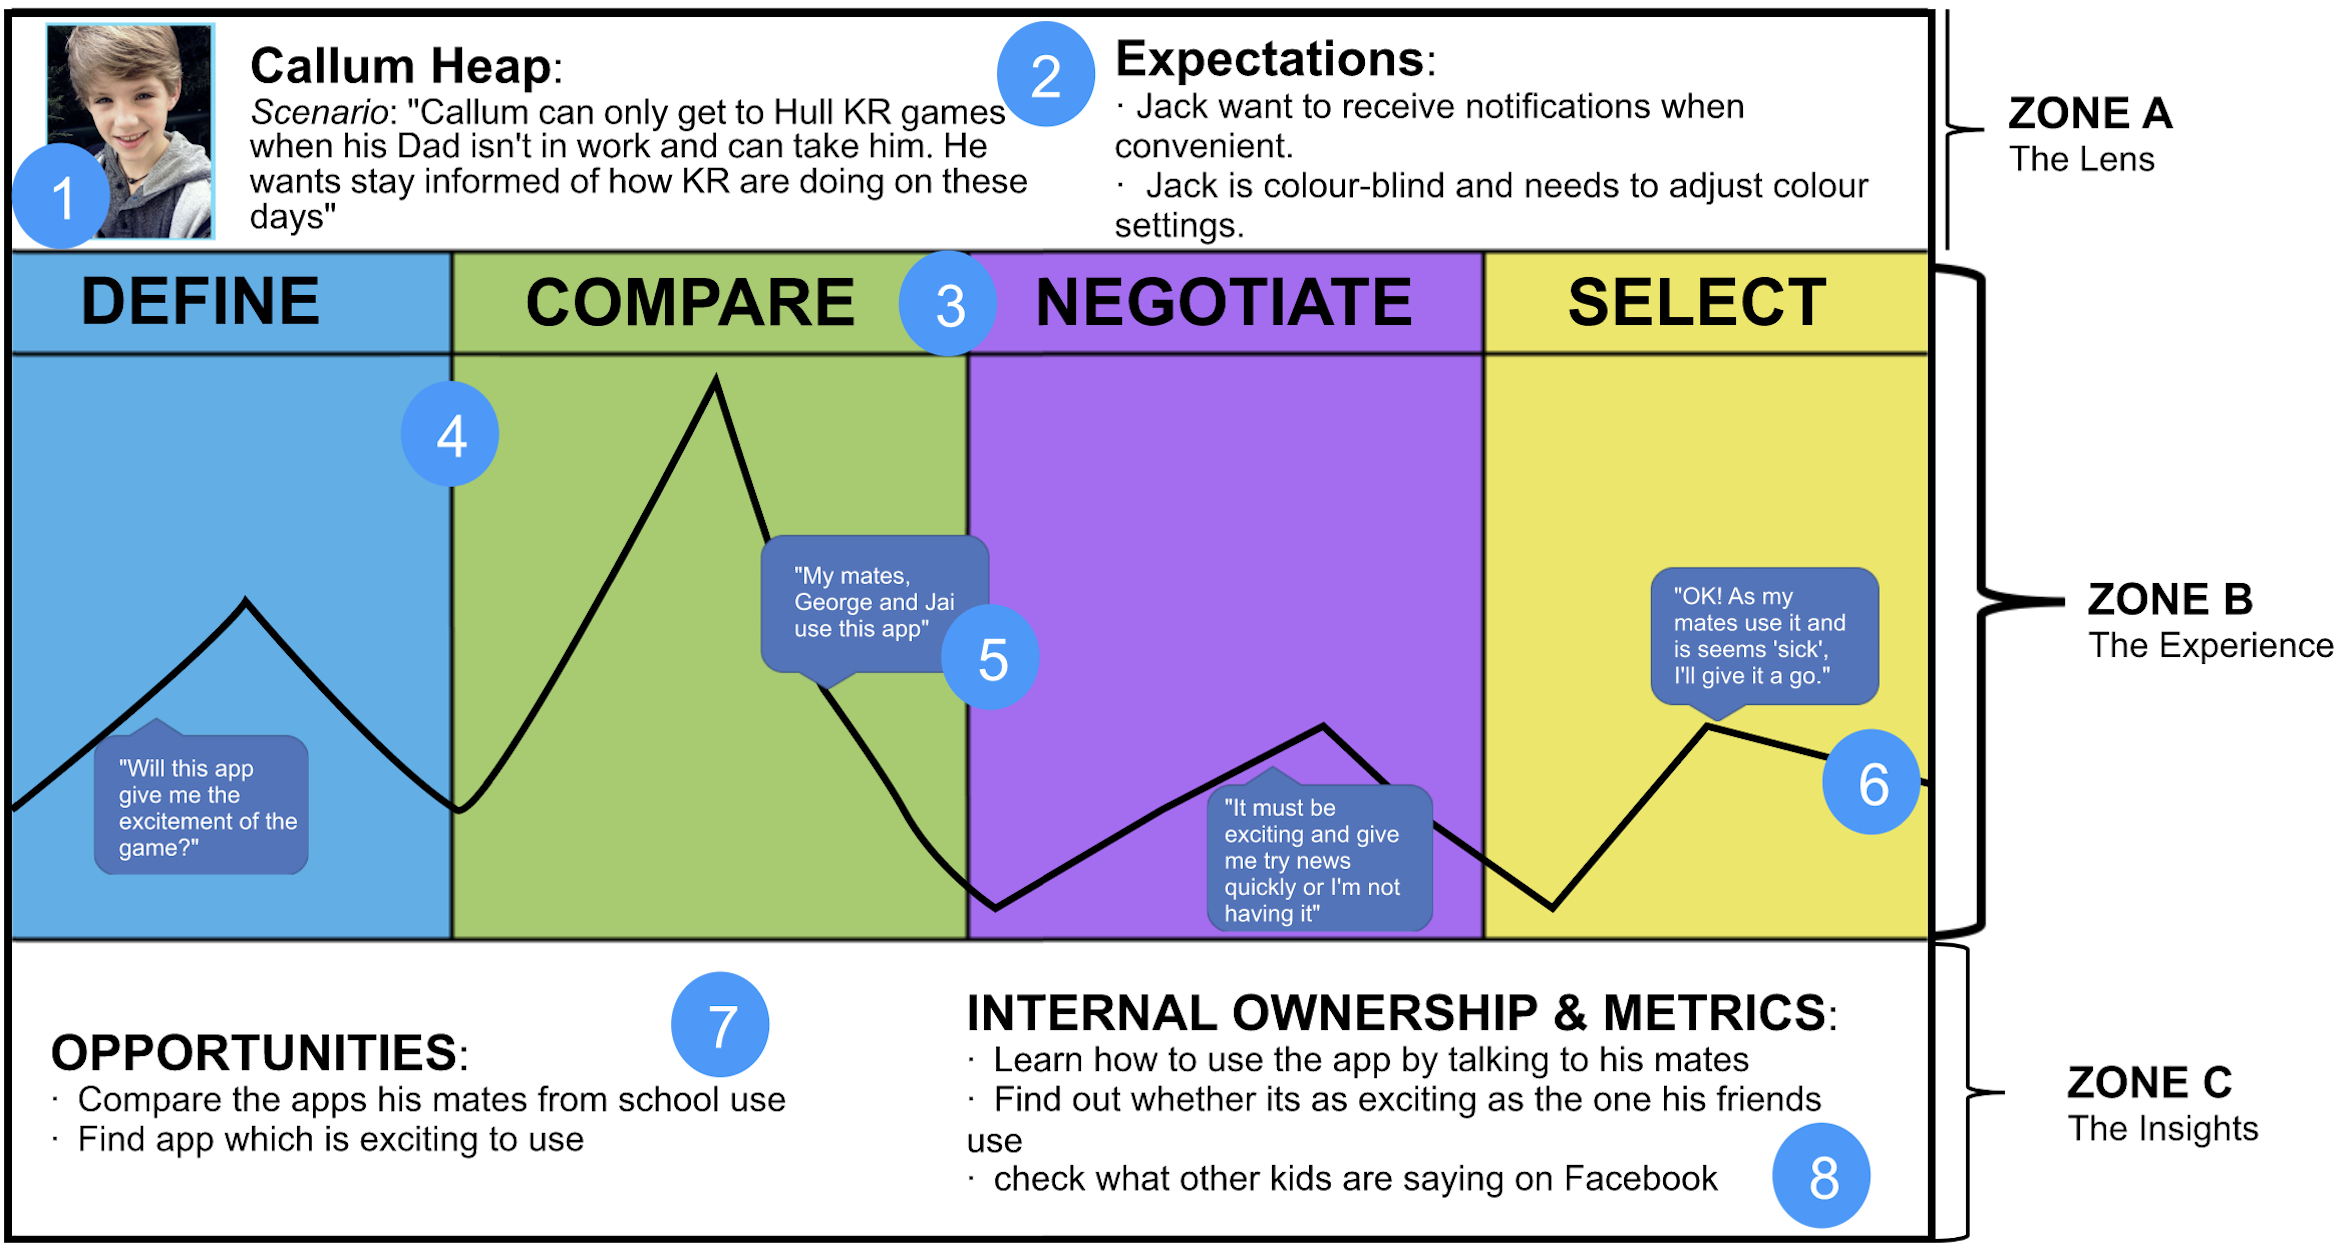 1
Callum Heap:
Scenario: "Callum can only get to Hull KR games
when his Dad isn't in work and can take him. He
wants stay informed of how KR are doing on these
days"
2
Expectations:
· Jack want to receive notifications when
convenient.
· Jack is colour-blind and needs to adjust colour
settings.
ZONE A
The Lens
DEFINE
COMPARE
3
NEGOTIATE
SELECT
4
"Will this app
give me the
excitement of the
game?"
"My mates,
George and Jai
use this app"
5
"It must be
exciting and give
me try news
quickly or I'm not
having it"
"OK! As my
mates use it and
is seems 'sick',
I'll give it a go."
6
ZONE B
The Experience
7
OPPORTUNITIES:
· Compare the apps his mates from school use
· Find app which is exciting to use
INTERNAL OWNERSHIP & METRICS:
· Learn how to use the app by talking to his mates
· Find out whether its as exciting as the one his friends
use
· check what other kids are saying on Facebook
8
ZONE C
The Insights